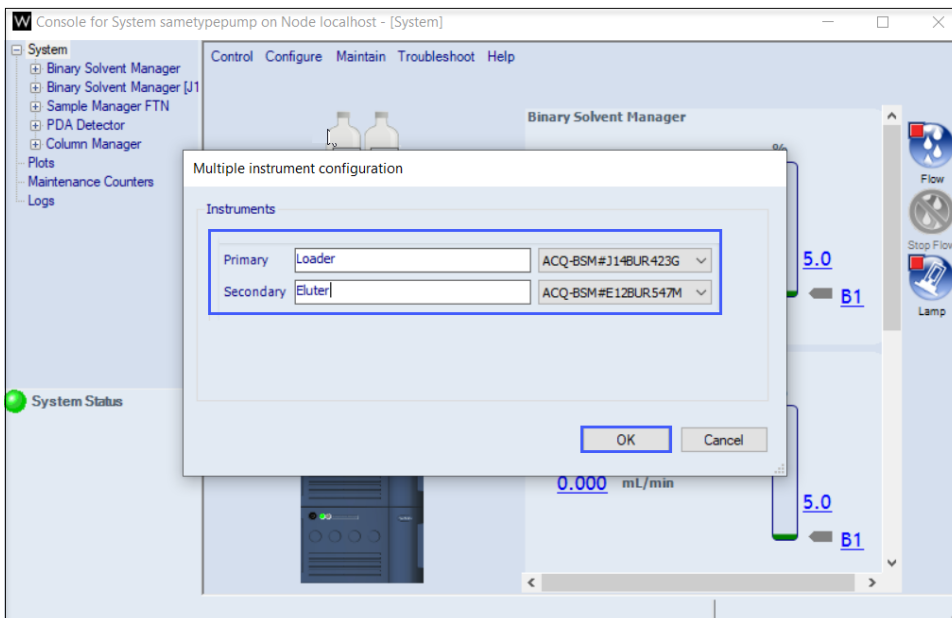 W Console for System sametypepump on Node localhost - [System]
System
Binary Solvent Manager
Binary Solvent Manager [J1
Sample Manager FTN
PDA Detector
Column Manager
Plots
Maintenance Counters
Logs
System Status
Control Configure Maintain Troubleshoot Help
Binary Solvent Manager
%
5.0
B1
Multiple instrument configuration
Instruments
Primary Loader ACQ-BSM#J14BUR423G
Secondary Eluter ACQ-BSM#E12BUR547M
OK Cancel
0.000 mL/min
5.0
B1
Flow
Stop Flow
Lamp